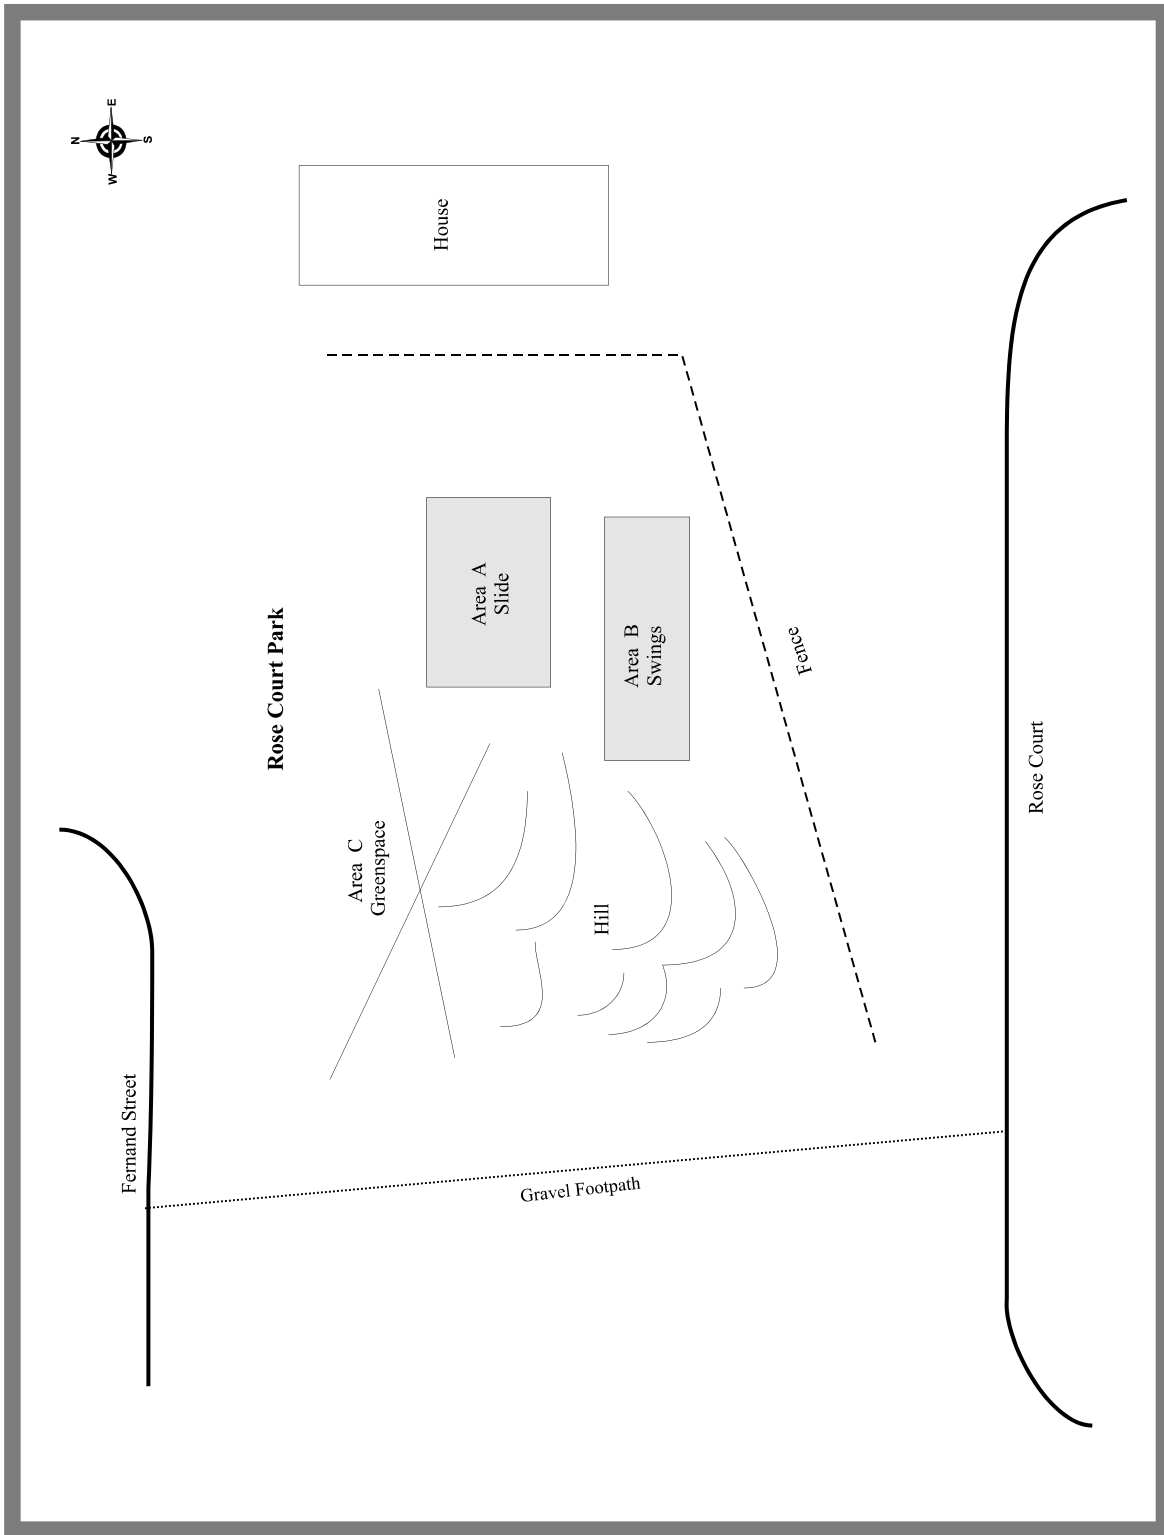 N
E
S
W
House
Rose Court Park
Area A
Slide
Area B
Swings
Fence
Area C
Greenspace
Hill
Rose Court
Fernand Street
Gravel Footpath